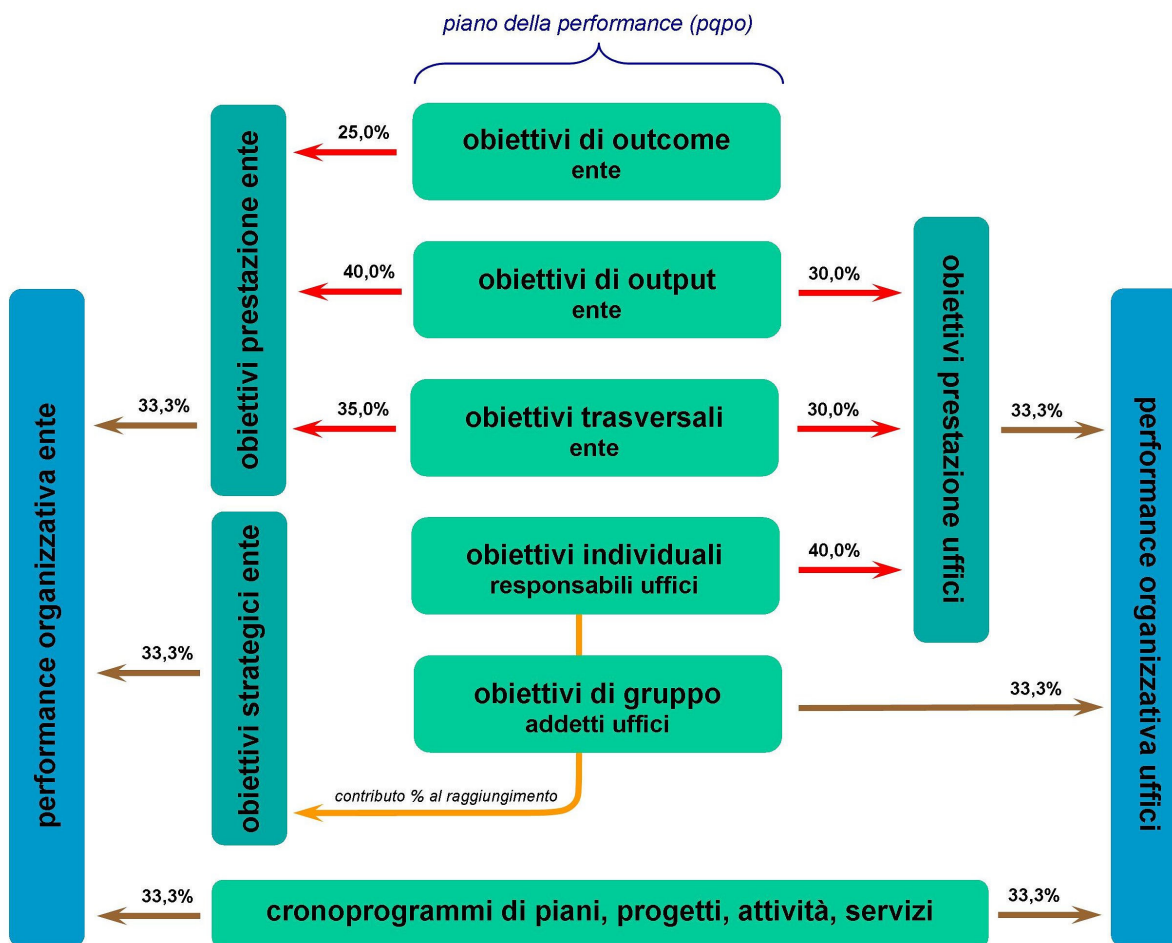 piano della performance (pqpo)
obiettivi di outcome
ente
25,0%
obiettivi prestazione ente
obiettivi di output
ente
40,0%
30,0%
obiettivi prestazione uffici
obiettivi trasversali
ente
35,0%
30,0%
33,3%
33,3%
performance organizzativa ente
performance organizzativa uffici
obiettivi individuali
responsabili uffici
40,0%
obiettivi strategici ente
33,3%
obiettivi di gruppo
addetti uffici
33,3%
contributo % al raggiungimento
33,3%
cronoprogrammi di piani, progetti, attività, servizi
33,3%